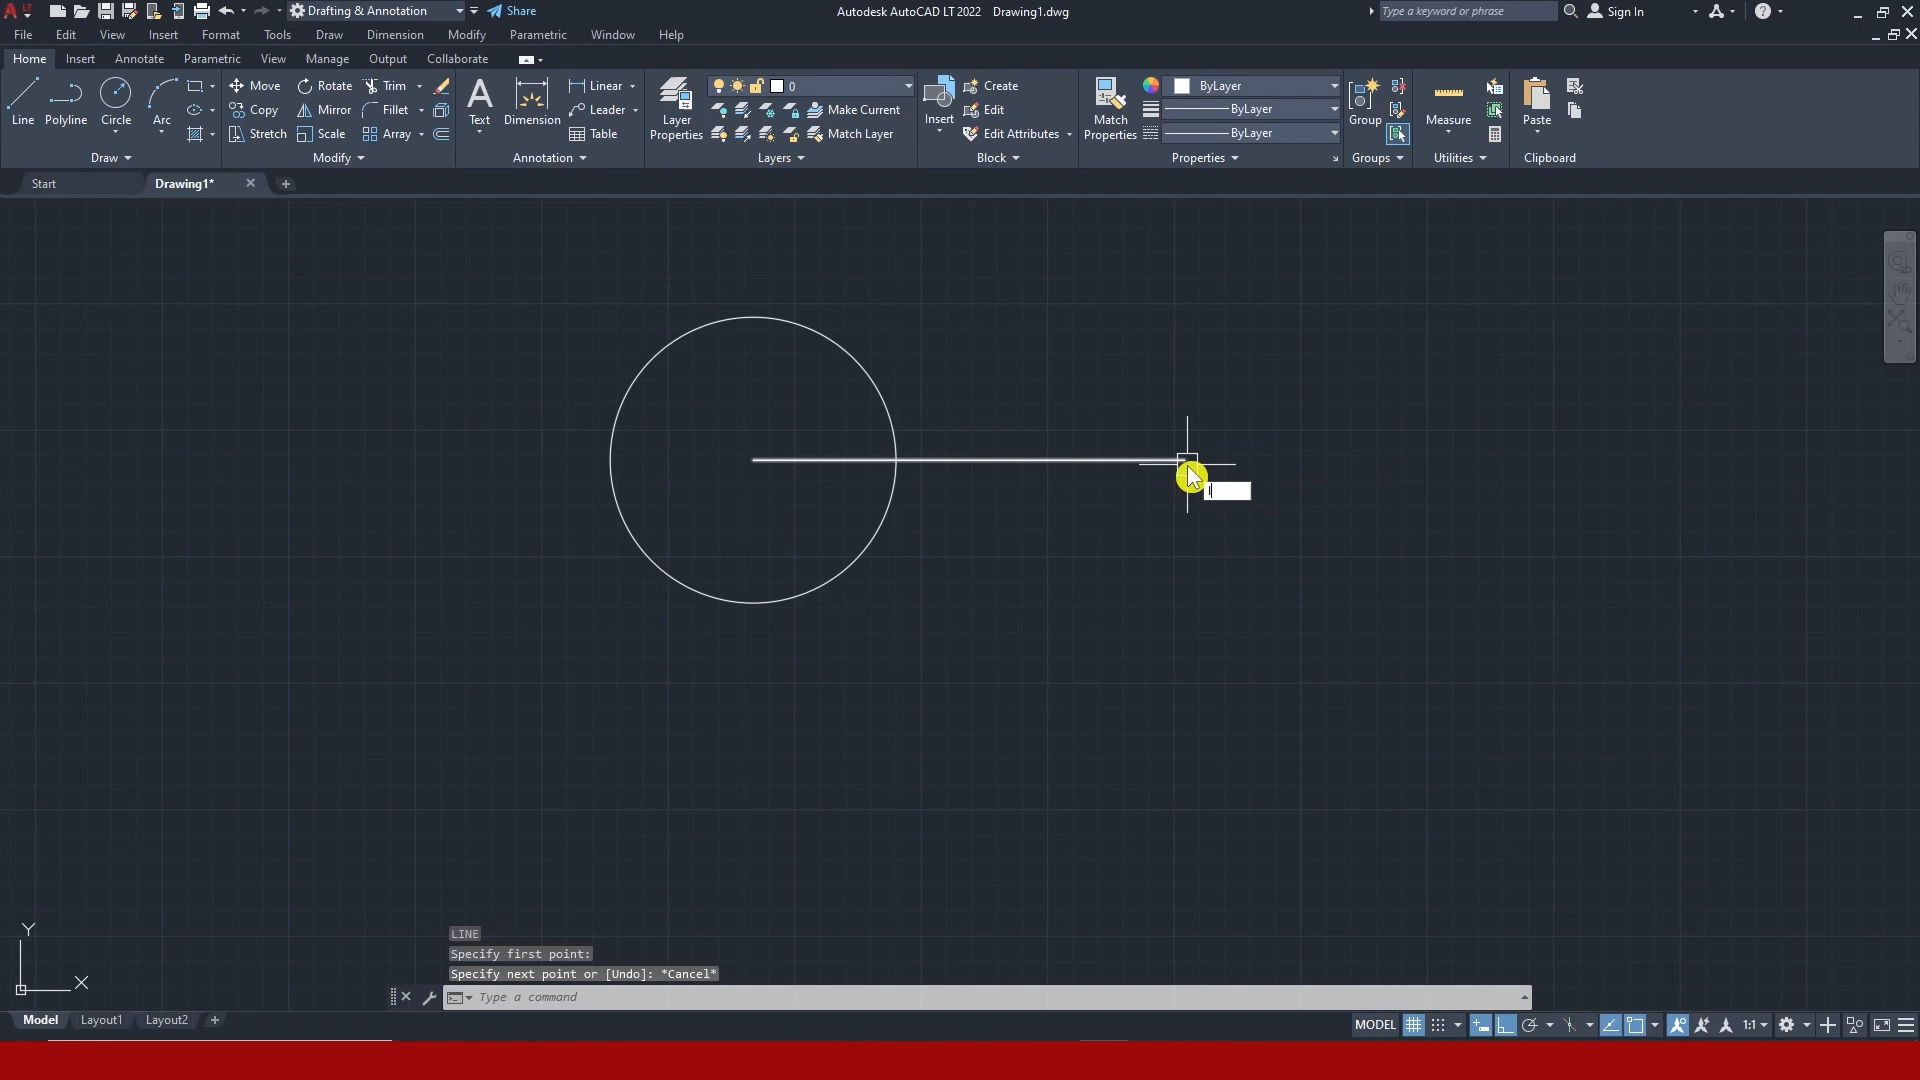 LT
Drafting & Annotation
Share
Autodesk AutoCAD LT 2022 Drawing1.dwg
Type a keyword or phrase
Sign In
File Edit View Insert Format Tools Draw Dimension Modify Parametric Window Help
Home Insert Annotate Parametric View Manage Output Collaborate
Line Polyline Circle Arc
Draw
Move Rotate Trim
Copy Mirror Fillet
Stretch Scale Array
Modify
Text Dimension
Linear
Leader
Table
Annotation
Layer Properties
0
Make Current
Match Layer
Layers
Insert
Create
Edit
Edit Attributes
Block
Match Properties
ByLayer
ByLayer
ByLayer
Properties
Group
Groups
Measure
Utilities
Paste
Clipboard
Start Drawing1*
Y
X
LINE
Specify first point:
Specify next point or [Undo]: *Cancel*
Type a command
Model Layout1 Layout2
MODEL
1:1